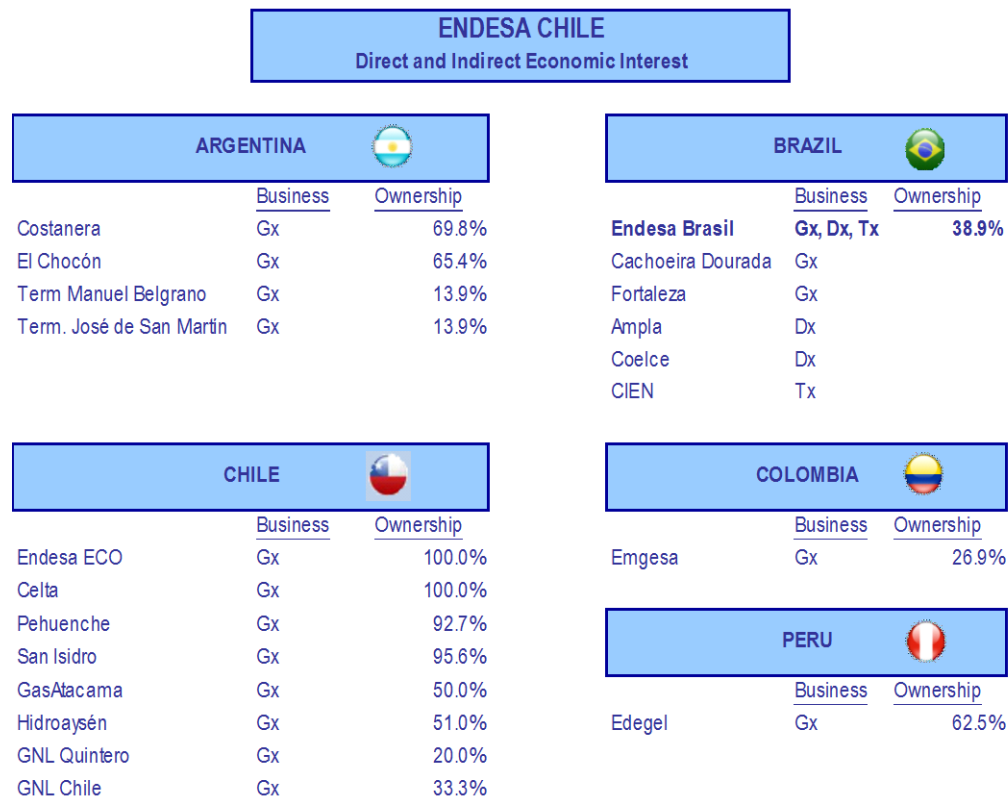 ENDESA CHILE
Direct and Indirect Economic Interest
ARGENTINA
Business Ownership
Costanera Gx 69.8%
El Chocón Gx 65.4%
Term Manuel Belgrano Gx 13.9%
Term. José de San Martin Gx 13.9%
BRAZIL
Business Ownership
Endesa Brasil Gx, Dx, Tx 38.9%
Cachoeira Dourada Gx
Fortaleza Gx
Ampla Dx
Coelce Dx
CIEN Tx
CHILE
Business Ownership
Endesa ECO Gx 100.0%
Celta Gx 100.0%
Pehuenche Gx 92.7%
San Isidro Gx 95.6%
GasAtacama Gx 50.0%
Hidroaysén Gx 51.0%
GNL Quintero Gx 20.0%
GNL Chile Gx 33.3%
COLOMBIA
Business Ownership
Emgesa Gx 26.9%
PERU
Business Ownership
Edegel Gx 62.5%